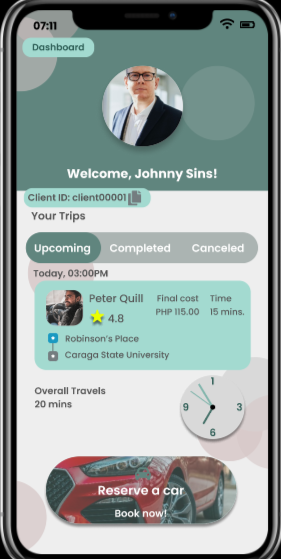 07:11
Dashboard
Welcome, Johnny Sins!
Client ID: client00001
Your Trips
Upcoming Completed Canceled
Today, 03:00PM
Peter Quill Final cost Time
4.8 PHP 115.00 15 mins.
Robinson's Place
Caraga State University
Overall Travels
20 mins
1
9 3
6
Reserve a car
Book now!